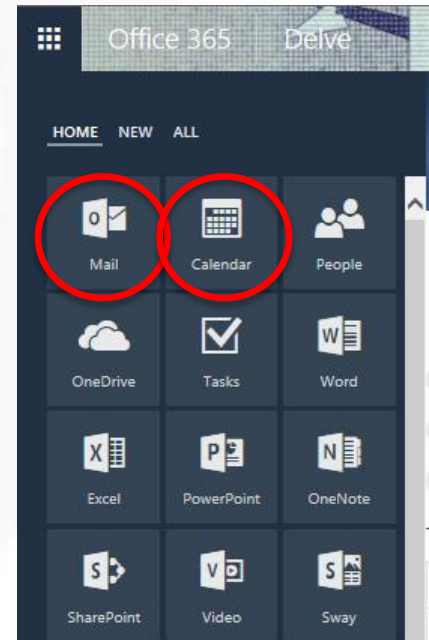 Office 365 Delve
HOME NEW ALL
Mail Calendar People
OneDrive Tasks Word
Excel PowerPoint OneNote
SharePoint Video Sway